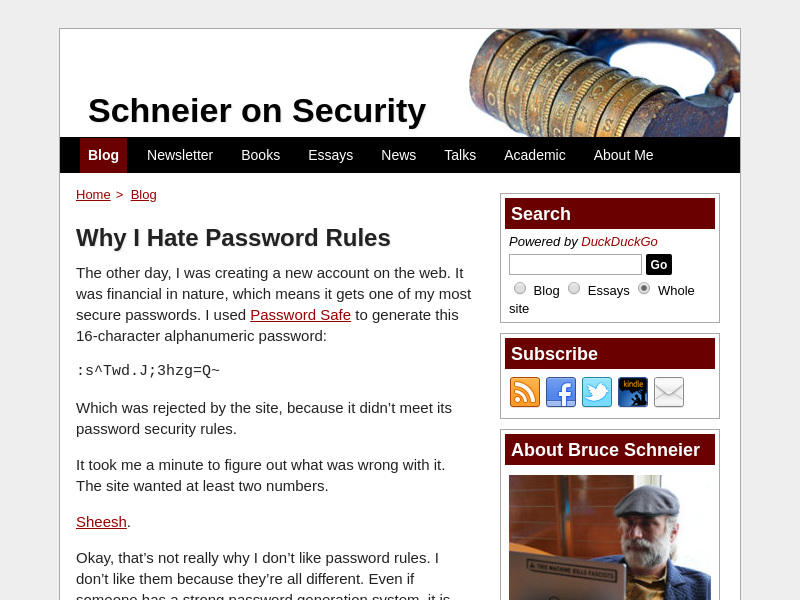 Schneier on Security
Blog Newsletter Books Essays News Talks Academic About Me
Home > Blog
Why I Hate Password Rules
The other day, I was creating a new account on the web. It
was financial in nature, which means it gets one of my most
secure passwords. I used Password Safe to generate this
16-character alphanumeric password:
:s^Twd.J;3hzg=Q~
Which was rejected by the site, because it didn’t meet its
password security rules.
It took me a minute to figure out what was wrong with it.
The site wanted at least two numbers.
Sheesh.
Okay, that’s not really why I don’t like password rules. I
don’t like them because they’re all different. Even if
someone has a strong password generation system, it is
Search
Powered by DuckDuckGo
Go
Blog Essays Whole
site
Subscribe
kindle
About Bruce Schneier
THIS MACHINE KILLS FASCISTS